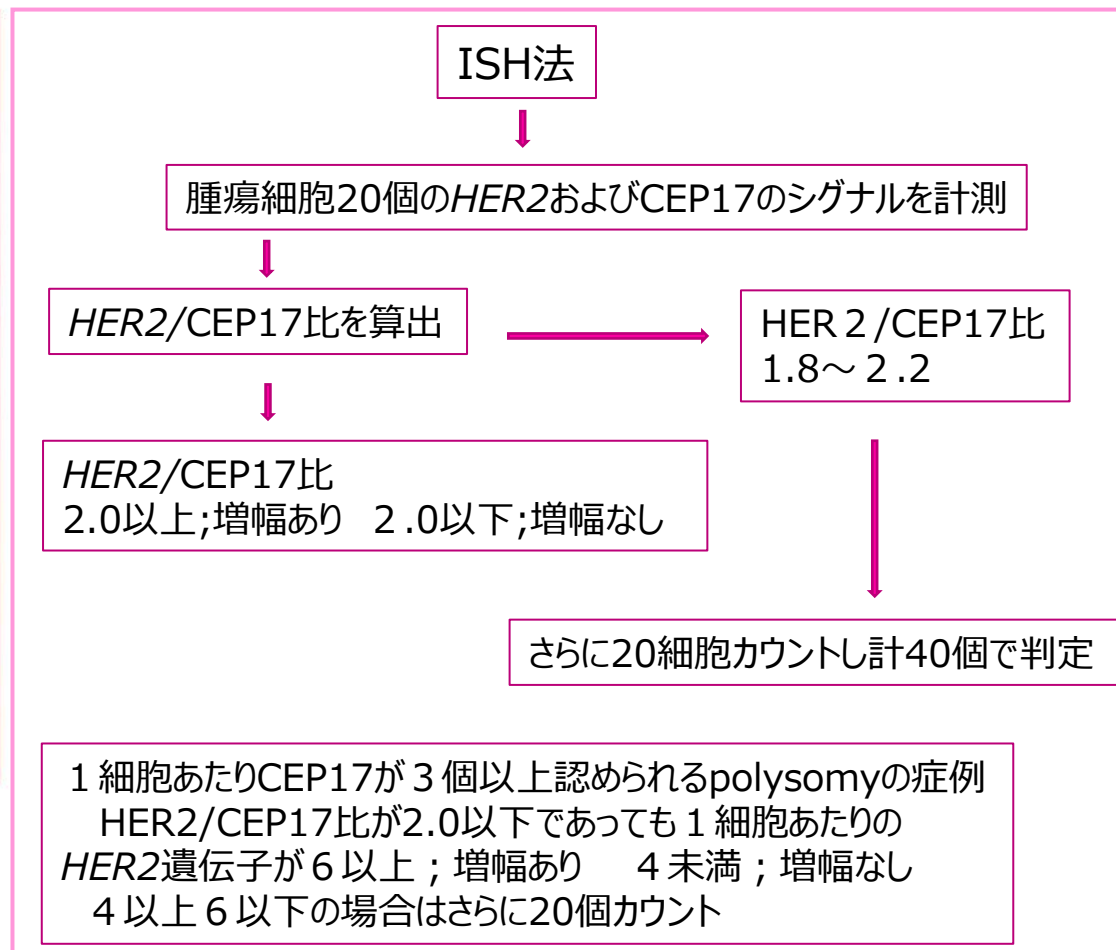 ISH法
腫瘍細胞20個のHER2およびCEP17のシグナルを計測
HER2/CEP17比を算出
HER２/CEP17比
1.8～２.2
HER2/CEP17比
2.0以上;増幅あり　２.0以下;増幅なし
さらに20細胞カウントし計40個で判定
１細胞あたりCEP17が３個以上認められるpolysomyの症例
HER2/CEP17比が2.0以下であっても１細胞あたりの
HER2遺伝子が６以上；増幅あり　４未満；増幅なし
４以上６以下の場合はさらに20個カウント